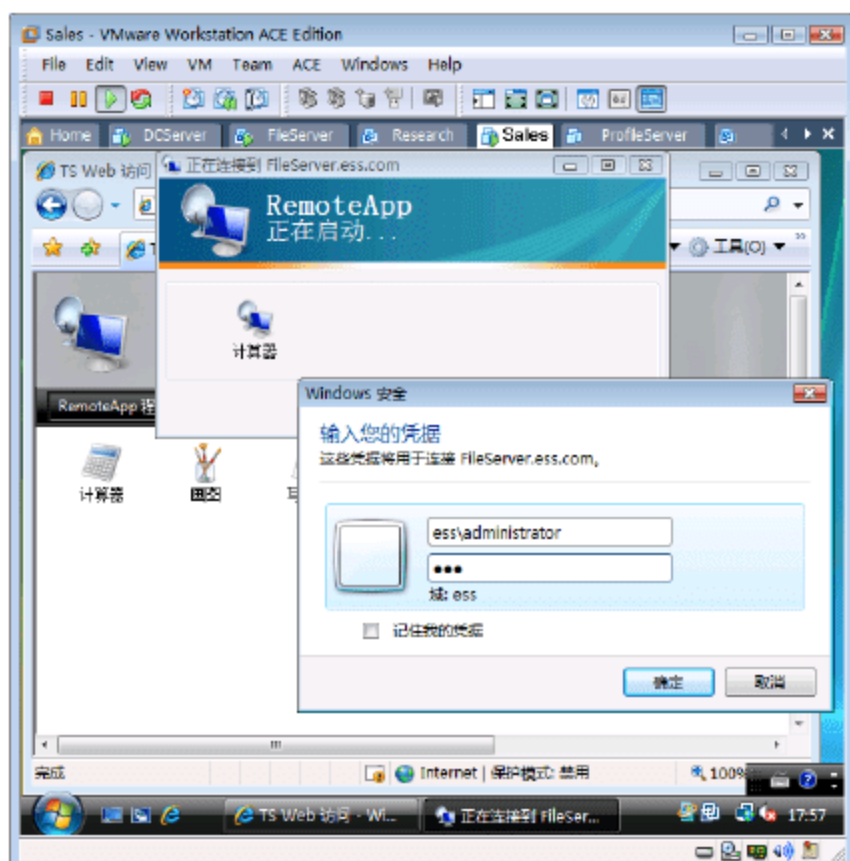 Sales - VMware Workstation ACE Edition
File Edit View VM Team ACE Windows Help
Home DCServer FileServer Research Sales ProfileServer
TS Web 访问
正在连接到 FileServer.ess.com
RemoteApp
正在启动...
工具(O)
计算器
RemoteApp 程
Windows 安全
输入您的凭据
这些凭据将用于连接 FileServer.ess.com。
计算器 画图
ess\administrator
●●●
域: ess
记住我的凭据
确定 取消
完成 Internet | 保护模式: 禁用 100%
TS Web 访问 - Wi... 正在连接到 FileSer... 17:57